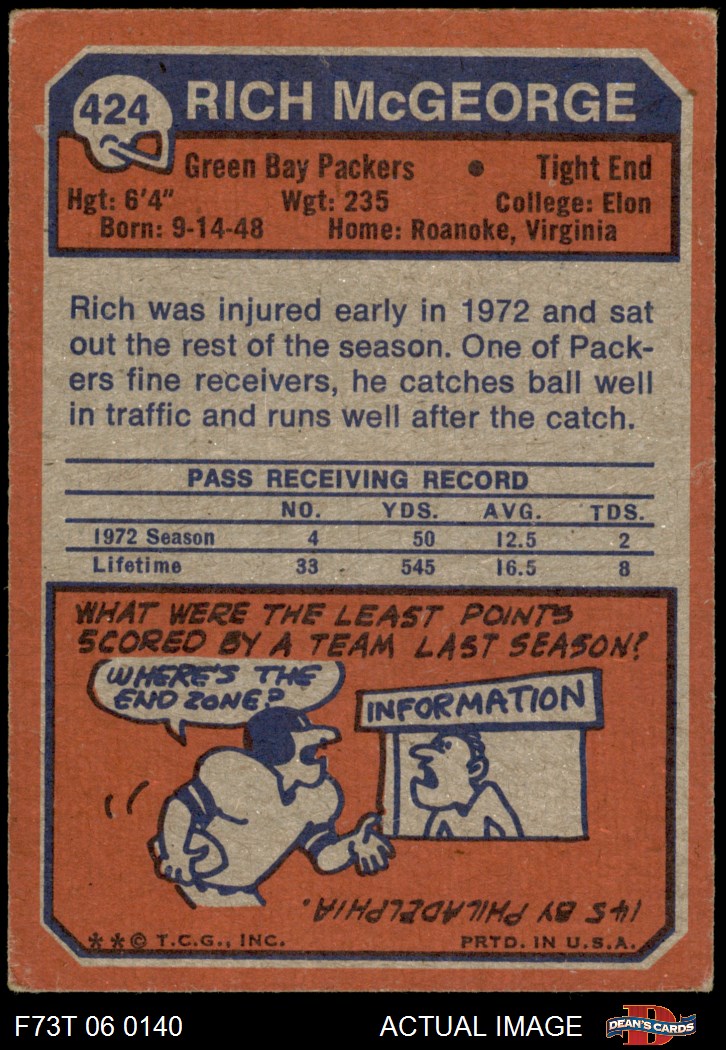 424
RICH McGEORGE
Green Bay Packers • Tight End
Hgt: 6'4" Wgt: 235 College: Elon
Born: 9-14-48 Home: Roanoke, Virginia
Rich was injured early in 1972 and sat
out the rest of the season. One of Pack-
ers fine receivers, he catches ball well
in traffic and runs well after the catch.
PASS RECEIVING RECORD
NO. YDS. AVG. TDS.
1972 Season 4 50 12.5 2
Lifetime 33 545 16.5 8
WHAT WERE THE LEAST POINTS
SCORED BY A TEAM LAST SEASON?
WHERE'S THE
END ZONE?
INFORMATION
145 BY PHILADELPHIA.
**© T.C.G., INC. PRTD. IN U.S.A.
F73T 06 0140 ACTUAL IMAGE
D
DEAN'S CARDS